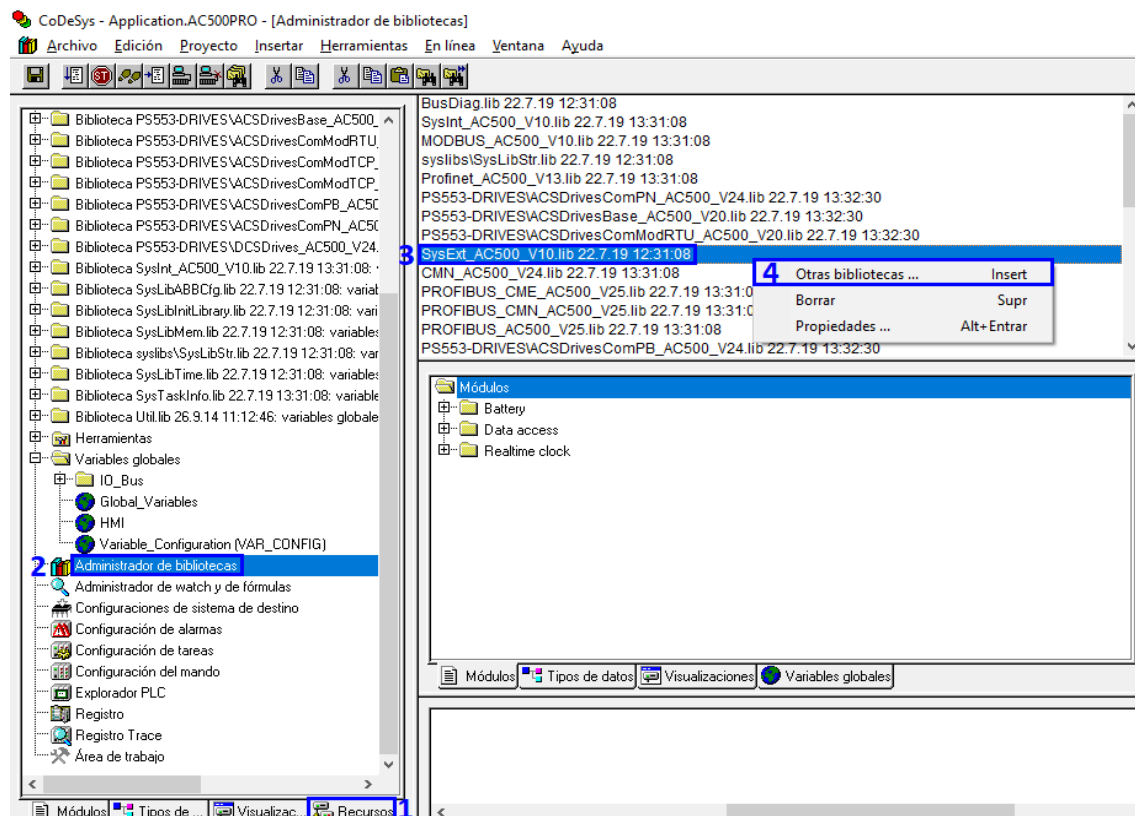 CoDeSys - Application.AC500PRO - [Administrador de bibliotecas]
Archivo Edición Proyecto Insertar Herramientas En línea Ventana Ayuda
Biblioteca PS553-DRIVES\ACSDrivesBase_AC500_
Biblioteca PS553-DRIVES\ACSDrivesComModRTU_
Biblioteca PS553-DRIVES\ACSDrivesComModTCP_
Biblioteca PS553-DRIVES\ACSDrivesComModTCP_
Biblioteca PS553-DRIVES\ACSDrivesComPB_AC50
Biblioteca PS553-DRIVES\ACSDrivesComPN_AC50
Biblioteca PS553-DRIVES\DCSDrives_AC500_V24.
Biblioteca SysInt_AC500_V10.lib 22.7.19 13:31:08:
Biblioteca SysLibABBCfg.lib 22.7.19 12:31:08: variab
Biblioteca SysLibInitLibrary.lib 22.7.19 12:31:08: vari
Biblioteca SysLibMem.lib 22.7.19 12:31:08: variables
Biblioteca syslibs\SysLibStr.lib 22.7.19 12:31:08: var
Biblioteca SysLibTime.lib 22.7.19 12:31:08: variables
Biblioteca SysTaskInfo.lib 22.7.19 13:31:08: variable
Biblioteca Util.lib 26.9.14 11:12:46: variables globale
Herramientas
Variables globales
IO_Bus
Global_Variables
HMI
Variable_Configuration (VAR_CONFIG)
2 Administrador de bibliotecas
Administrador de watch y de fórmulas
Configuraciones de sistema de destino
Configuración de alarmas
Configuración de tareas
Configuración del mando
Explorador PLC
Registro
Registro Trace
Área de trabajo
Módulos Tipos de ... Visualizac... Recursos 1
BusDiag.lib 22.7.19 12:31:08
SysInt_AC500_V10.lib 22.7.19 13:31:08
MODBUS_AC500_V10.lib 22.7.19 13:31:08
syslibs\SysLibStr.lib 22.7.19 12:31:08
Profinet_AC500_V13.lib 22.7.19 13:31:08
PS553-DRIVES\ACSDrivesComPN_AC500_V24.lib 22.7.19 13:32:30
PS553-DRIVES\ACSDrivesBase_AC500_V20.lib 22.7.19 13:32:30
PS553-DRIVES\ACSDrivesComModRTU_AC500_V20.lib 22.7.19 13:32:30
3 SysExt_AC500_V10.lib 22.7.19 12:31:08
CMN_AC500_V24.lib 22.7.19 13:31:08
PROFIBUS_CME_AC500_V25.lib 22.7.19 13:31:0
PROFIBUS_CMN_AC500_V25.lib 22.7.19 13:31:0
PROFIBUS_AC500_V25.lib 22.7.19 13:31:08
PS553-DRIVES\ACSDrivesComPB_AC500_V24.lib 22.7.19 13:32:30
4 Otras bibliotecas ... Insert
Borrar Supr
Propiedades ... Alt+Entrar
Módulos
Battery
Data access
Realtime clock
Módulos Tipos de datos Visualizaciones Variables globales